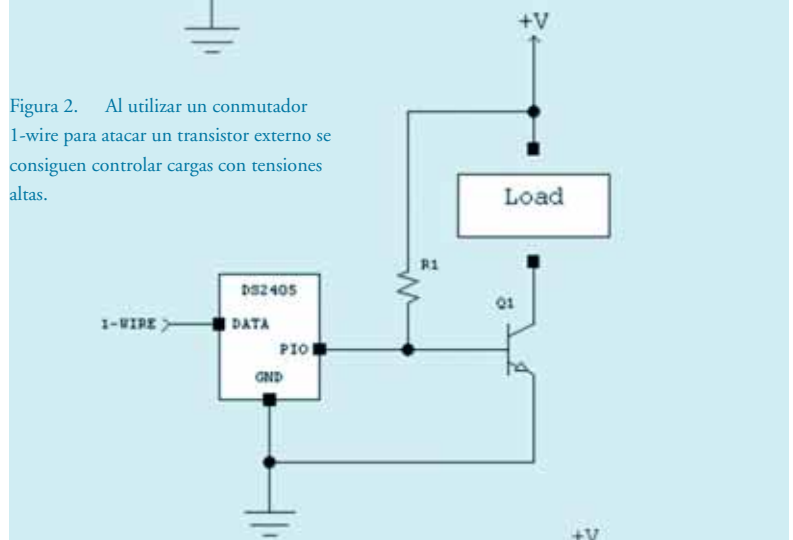 +V
Figura 2. Al utilizar un conmutador
1-wire para atacar un transistor externo se
consiguen controlar cargas con tensiones
altas.
Load
R1
DS2405
Q1
1-WIRE
DATA
PIO
GND
+V